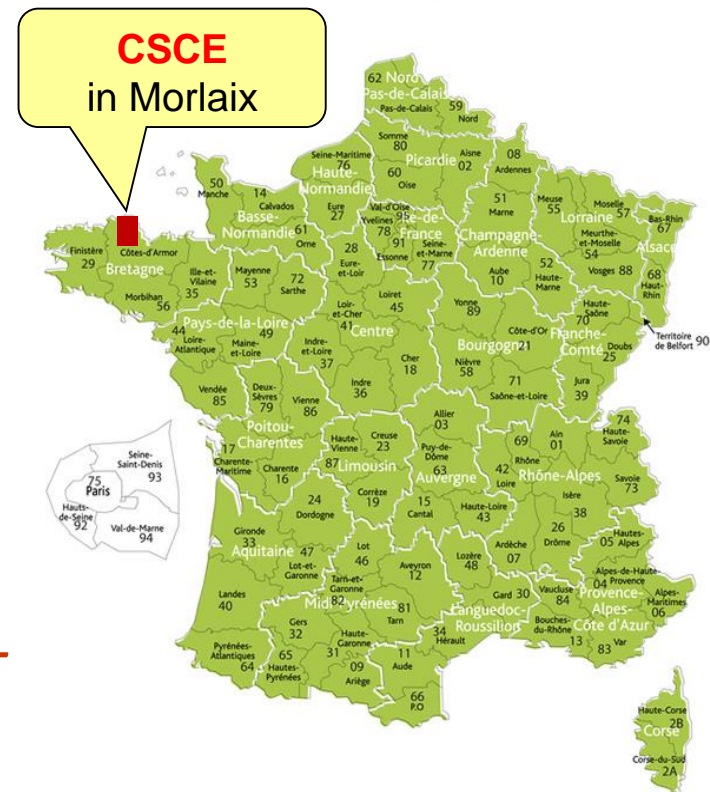 CSCE
in Morlaix
62 Nord
Pas-de-Calais
Pas-de-Calais
59
Nord
Somme
80
Picardie
Aisne
02
08
Ardennes
Seine-Maritime
76
Haute-
Normandie
60
Oise
50
Manche
14
Calvados
Basse-
Normandie
61
Orne
Eure
27
Val-d'Oise
95
Yvelines
78
Île-de-
France
91
Essonne
Seine-
et-Marne
77
51
Marne
Champagne-
Ardenne
Meuse
55
Moselle
57
Lorraine
Meurthe-
et-Moselle
54
Bas-Rhin
67
Alsace
Vosges 88
68
Haut-
Rhin
Finistère
29
Côtes-d'Armor
Bretagne
Ille-et-
Vilaine
35
Morbihan
56
Mayenne
53
72
Sarthe
28
Eure-
et-Loir
Loiret
45
Loir-
et-Cher
41
Centre
Aube
10
52
Haute-
Marne
Yonne
89
Haute-
Saône
70
Territoire
de Belfort
90
44
Loire-
Atlantique
Pays-de-la-Loire
49
Maine-
et-Loire
Indre-
et-Loire
37
Cher
18
Bourgogne
Côte-d'Or
21
Nièvre
58
Franche-
Comté
Doubs
25
Vendée
85
Deux-
Sèvres
79
Vienne
86
Indre
36
71
Saône-et-Loire
Jura
39
Poitou-
Charentes
17
Charente-
Maritime
Charente
16
Haute-
Vienne
87
Creuse
23
Limousin
Corrèze
19
Allier
03
Puy-de-
Dôme
63
Auvergne
69
Rhône
42
Loire
Ain
01
Rhône-Alpes
74
Haute-
Savoie
Savoie
73
Isère
38
Seine-
Saint-Denis
93
75
Paris
Hauts-
de-Seine
92
Val-de-Marne
94
24
Dordogne
15
Cantal
Haute-Loire
43
Gironde
33
Aquitaine
47
Lot-et-
Garonne
Lot
46
Aveyron
12
Lozère
48
Ardèche
07
26
Drôme
Hautes-
05 Alpes
Landes
40
Tarn-et-
Garonne
82
Midi-Pyrénées
81
Tarn
Gers
32
Gard 30
Languedoc-
Roussillon
Vaucluse
84
Alpes-de-Haute-
04 Provence
Provence-
Alpes-
Côte d'Azur
Alpes-
Maritimes
06
Bouches-
du-Rhône
13
83 Var
Pyrénées-
Atlantiques
64
65
Hautes-
Pyrénées
Haute-
Garonne
31
09
Ariège
34
Hérault
11
Aude
66
P.O
Haute-Corse
2B
Corse
Corse-du-Sud
2A